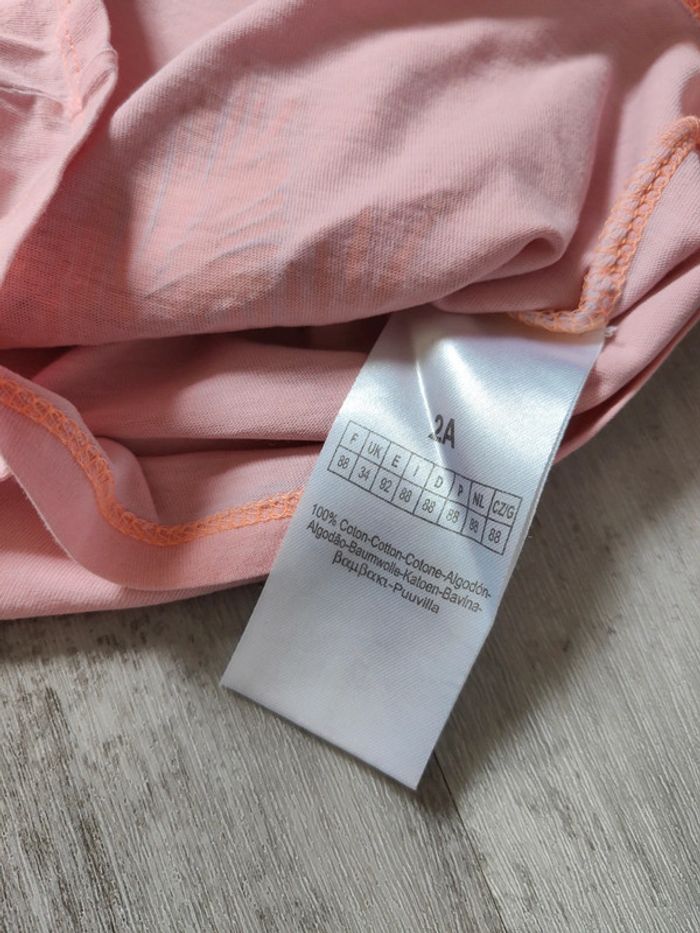 2A
F UK E I D P NL CZ/G
88 34 92 88 88 88 88 88
100% Coton-Cotton-Cotone-Algodón-
Algodão-Baumwolle-Katoen-Bavlna-
βαμβακι-Puuvilla